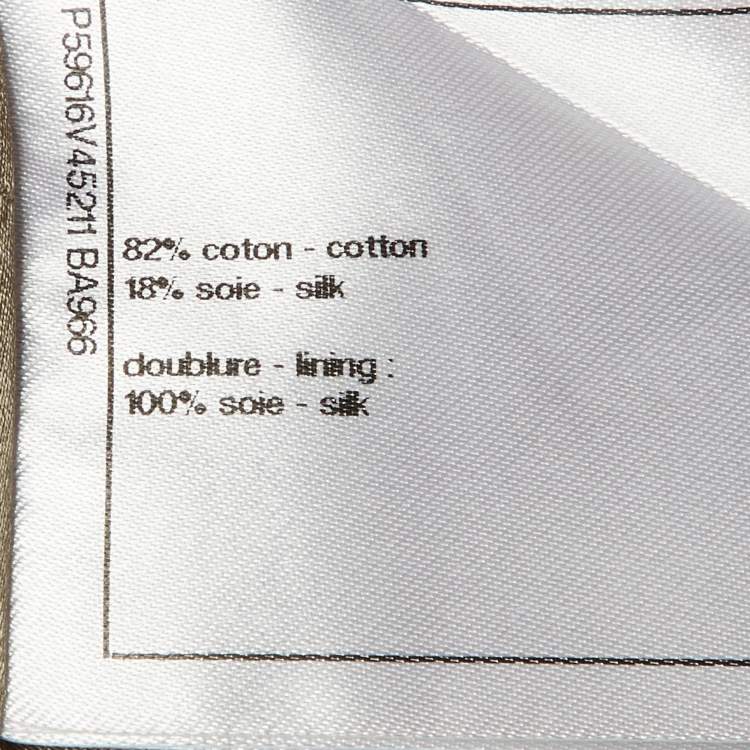 P59616V45211 BA966
82% coton - cotton
18% soie - silk
doublure - lining :
100% soie - silk